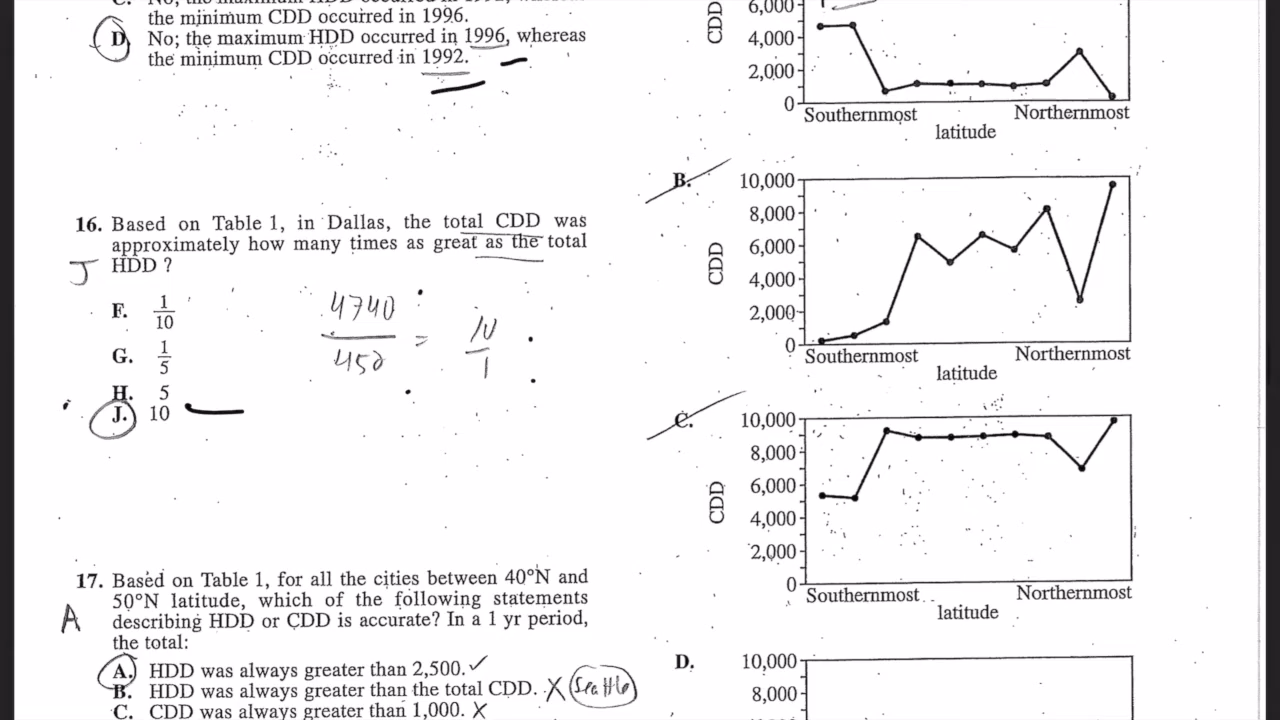 the minimum CDD occurred in 1996.
D. No; the maximum HDD occurred in 1996, whereas
the minimum CDD occurred in 1992.
16. Based on Table 1, in Dallas, the total CDD was
approximately how many times as great as the total
HDD ?
J
F. 1/10
G. 1/5
H. 5
J. 10
4740/450 = 10/1
17. Based on Table 1, for all the cities between 40°N and
50°N latitude, which of the following statements
describing HDD or CDD is accurate? In a 1 yr period,
the total:
A
A. HDD was always greater than 2,500.
B. HDD was always greater than the total CDD. X Seattle
C. CDD was always greater than 1,000. X
6,000
4,000
2,000
0
CDD
Southernmost Northernmost
latitude
B.
10,000
8,000
6,000
4,000
2,000
0
CDD
Southernmost Northernmost
latitude
C.
10,000
8,000
6,000
4,000
2,000
0
CDD
Southernmost Northernmost
latitude
D.
10,000
8,000